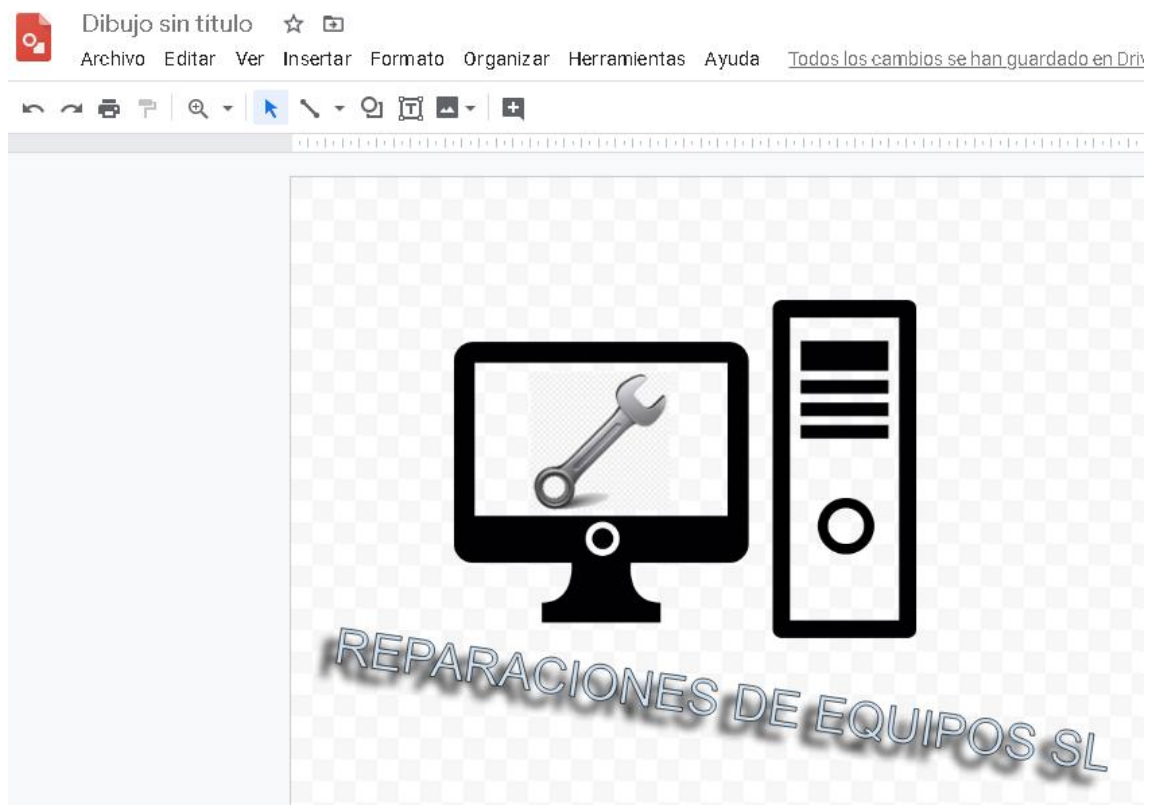 Dibujo sin título
Archivo Editar Ver Insertar Formato Organizar Herramientas Ayuda Todos los cambios se han guardado en Driv
REPARACIONES DE EQUIPOS SL